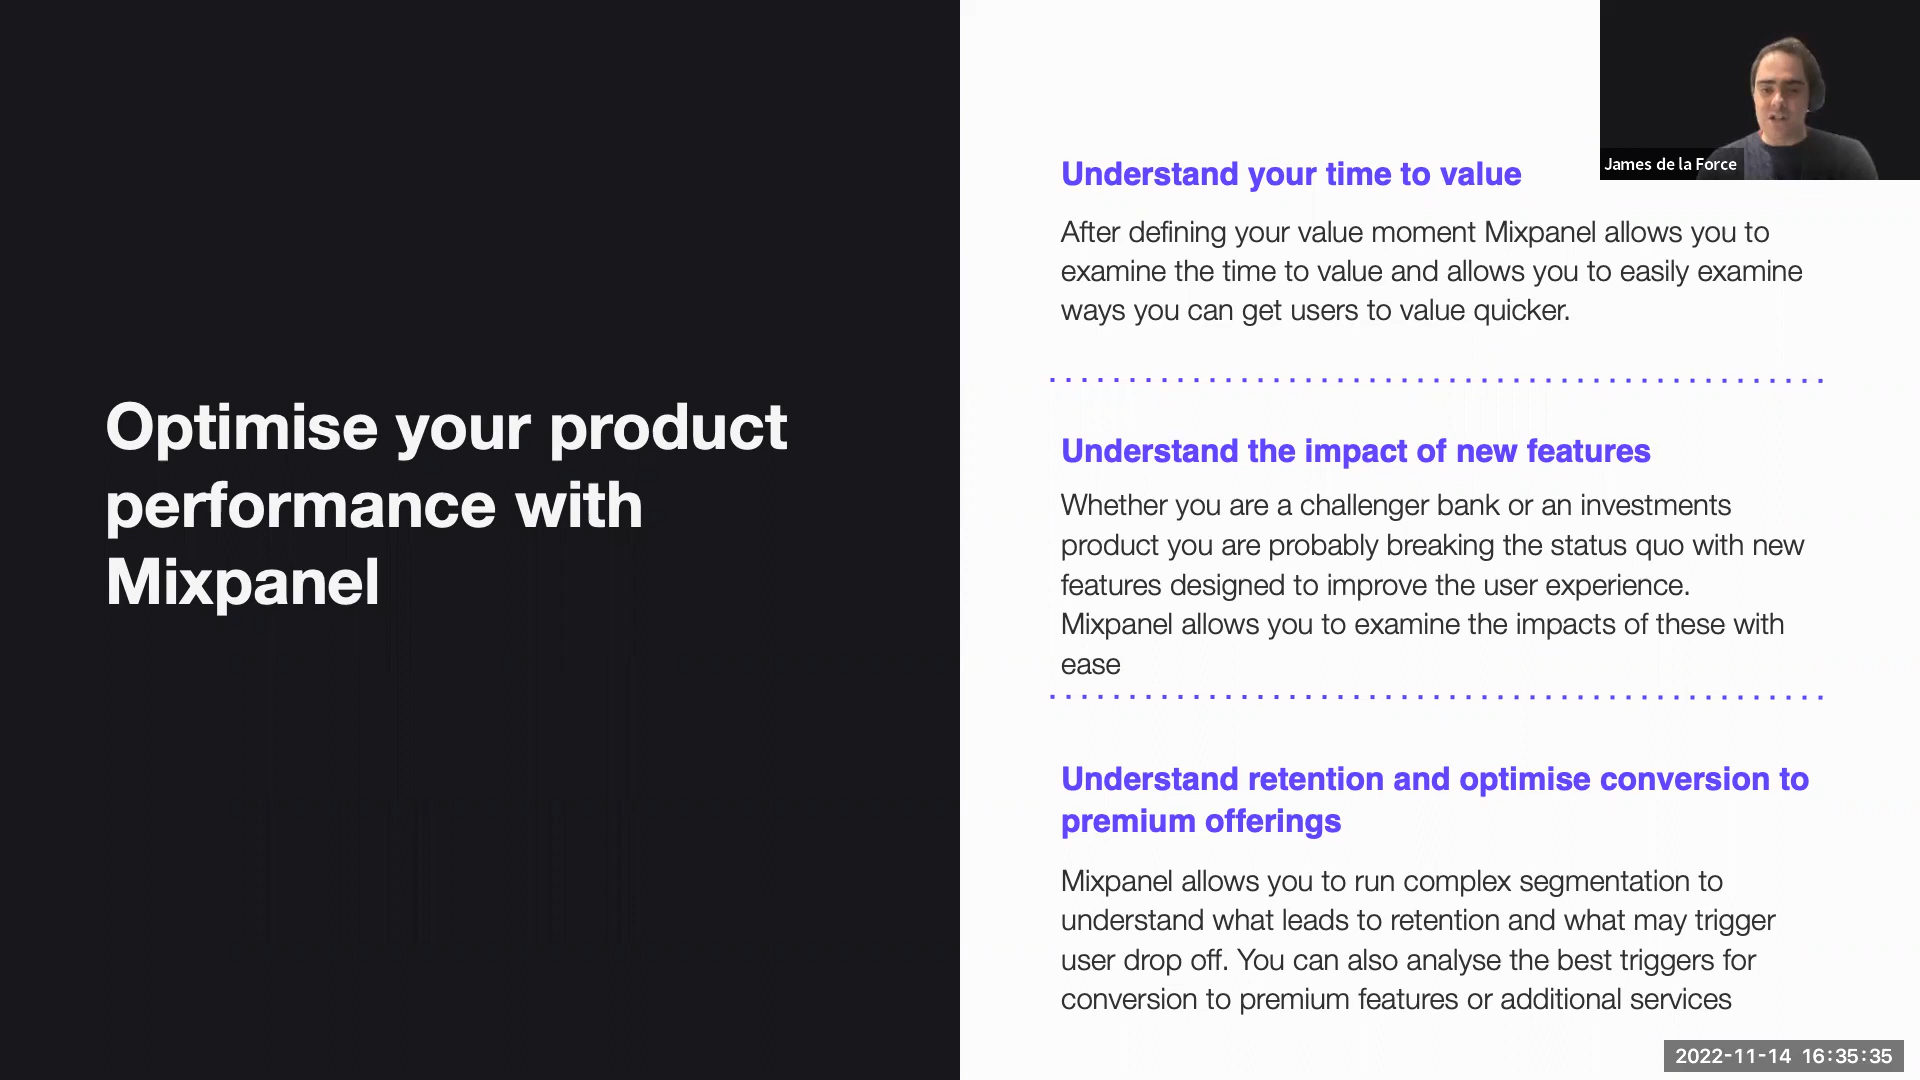 Optimise your product
performance with
Mixpanel
James de la Force
Understand your time to value
After defining your value moment Mixpanel allows you to
examine the time to value and allows you to easily examine
ways you can get users to value quicker.
Understand the impact of new features
Whether you are a challenger bank or an investments
product you are probably breaking the status quo with new
features designed to improve the user experience.
Mixpanel allows you to examine the impacts of these with
ease
Understand retention and optimise conversion to
premium offerings
Mixpanel allows you to run complex segmentation to
understand what leads to retention and what may trigger
user drop off. You can also analyse the best triggers for
conversion to premium features or additional services
2022-11-14 16:35:35